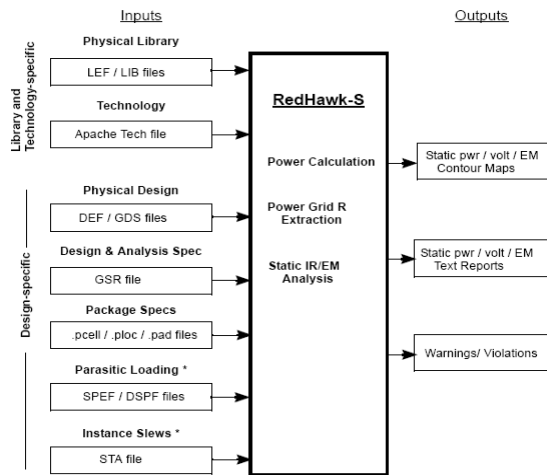 Inputs
Outputs
Library and
Technology-specific
Physical Library
LEF / LIB files
Technology
Apache Tech file
Design-specific
Physical Design
DEF / GDS files
Design & Analysis Spec
GSR file
Package Specs
.pcell / .ploc / .pad files
Parasitic Loading *
SPEF / DSPF files
Instance Slews *
STA file
RedHawk-S
Power Calculation
Power Grid R
Extraction
Static IR/EM
Analysis
Static pwr / volt / EM
Contour Maps
Static pwr / volt / EM
Text Reports
Warnings/ Violations